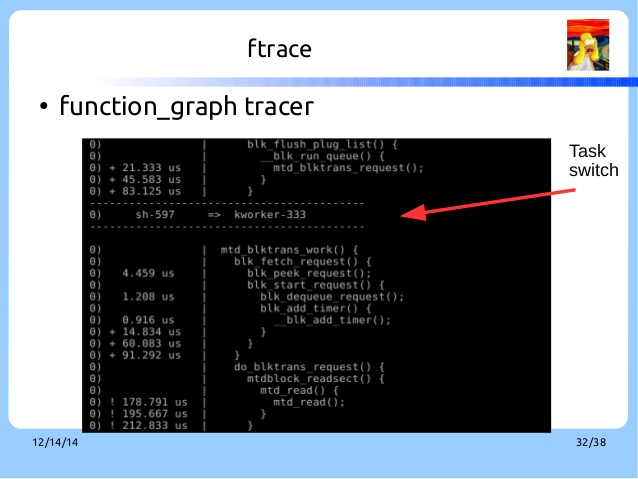 ftrace
• function_graph tracer
0)               |      blk_flush_plug_list() {
0)               |        __blk_run_queue() {
0) + 21.333 us   |          mtd_blktrans_request();
0) + 45.583 us   |        }
0) + 83.125 us   |      }
------------------------------------------
0)     sh-597     =>  kworker-333
------------------------------------------
0)               |  mtd_blktrans_work() {
0)               |    blk_fetch_request() {
0)   4.459 us    |      blk_peek_request();
0)               |      blk_start_request() {
0)   1.208 us    |        blk_dequeue_request();
0)               |        blk_add_timer() {
0)   0.916 us    |          __blk_add_timer();
0) + 14.834 us   |        }
0) + 60.083 us   |      }
0) + 91.292 us   |    }
0)               |    do_blktrans_request() {
0)               |      mtdblock_readsect() {
0)               |        mtd_read() {
0) ! 178.791 us  |          mtd_read();
0) ! 195.667 us  |        }
0) ! 212.833 us  |      }
Task
switch
12/14/14
32/38